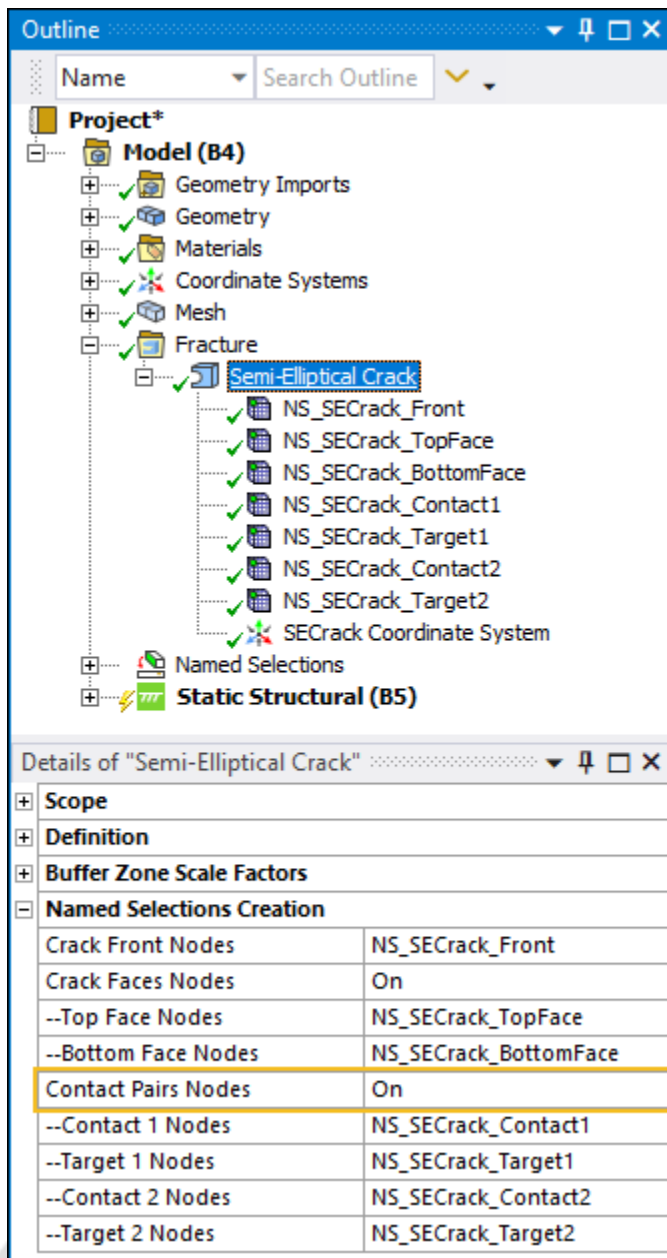 Outline
Name Search Outline
Project*
Model (B4)
Geometry Imports
Geometry
Materials
Coordinate Systems
Mesh
Fracture
Semi-Elliptical Crack
NS_SECrack_Front
NS_SECrack_TopFace
NS_SECrack_BottomFace
NS_SECrack_Contact1
NS_SECrack_Target1
NS_SECrack_Contact2
NS_SECrack_Target2
SECrack Coordinate System
Named Selections
Static Structural (B5)
Details of "Semi-Elliptical Crack"
Scope
Definition
Buffer Zone Scale Factors
Named Selections Creation
Crack Front Nodes NS_SECrack_Front
Crack Faces Nodes On
--Top Face Nodes NS_SECrack_TopFace
--Bottom Face Nodes NS_SECrack_BottomFace
Contact Pairs Nodes On
--Contact 1 Nodes NS_SECrack_Contact1
--Target 1 Nodes NS_SECrack_Target1
--Contact 2 Nodes NS_SECrack_Contact2
--Target 2 Nodes NS_SECrack_Target2